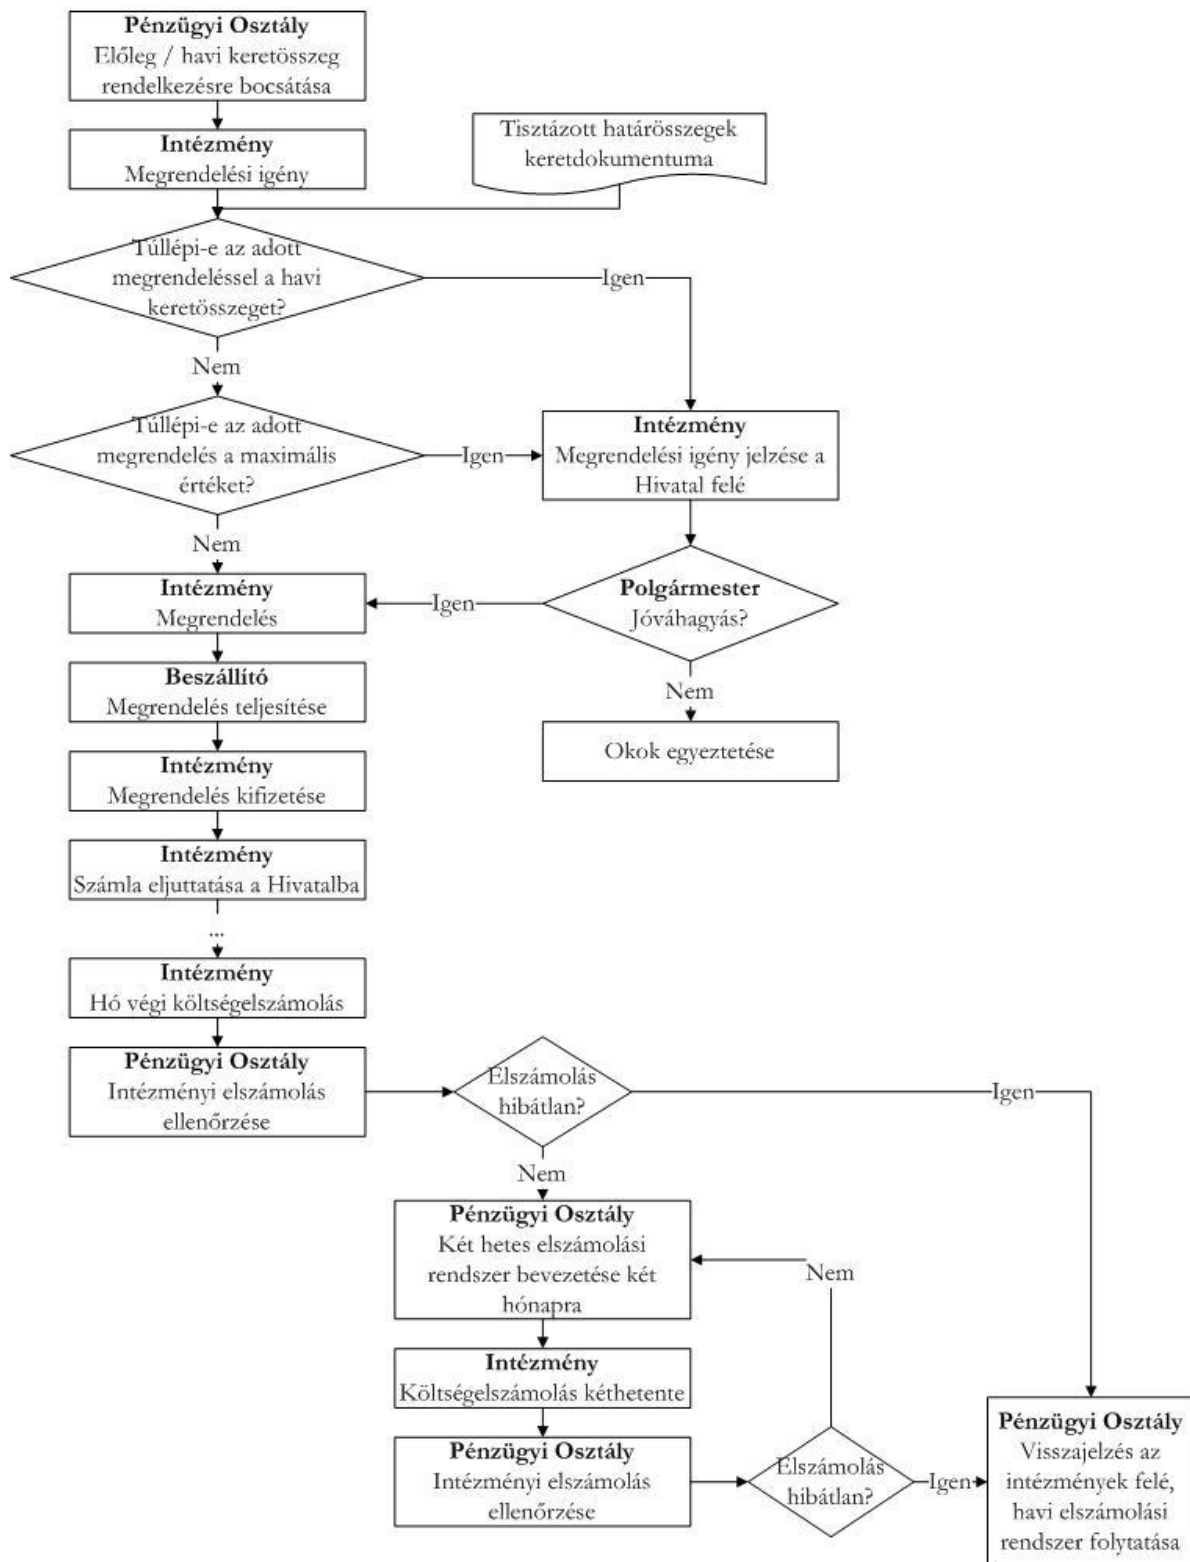 Pénzügyi Osztály
Előleg / havi keretösszeg
rendelkezésre bocsátása
Intézmény
Megrendelési igény
Tisztázott határösszegek
keretdokumentuma
Túllépi-e az adott
megrendeléssel a havi
keretösszeget?
Igen
Nem
Túllépi-e az adott
megrendelés a maximális
értéket?
Igen
Intézmény
Megrendelési igény jelzése a
Hivatal felé
Nem
Intézmény
Megrendelés
Igen
Polgármester
Jóváhagyás?
Beszállító
Megrendelés teljesítése
Nem
Okok egyeztetése
Intézmény
Megrendelés kifizetése
Intézmény
Számla eljuttatása a Hivatalba
...
Intézmény
Hó végi költségelszámolás
Pénzügyi Osztály
Intézményi elszámolás
ellenőrzése
Elszámolás
hibátlan?
Igen
Nem
Pénzügyi Osztály
Két hetes elszámolási
rendszer bevezetése két
hónapra
Nem
Intézmény
Költségelszámolás kéthetente
Pénzügyi Osztály
Intézményi elszámolás
ellenőrzése
Elszámolás
hibátlan?
Igen
Pénzügyi Osztály
Visszajelzés az
intézmények felé,
havi elszámolási
rendszer folytatása